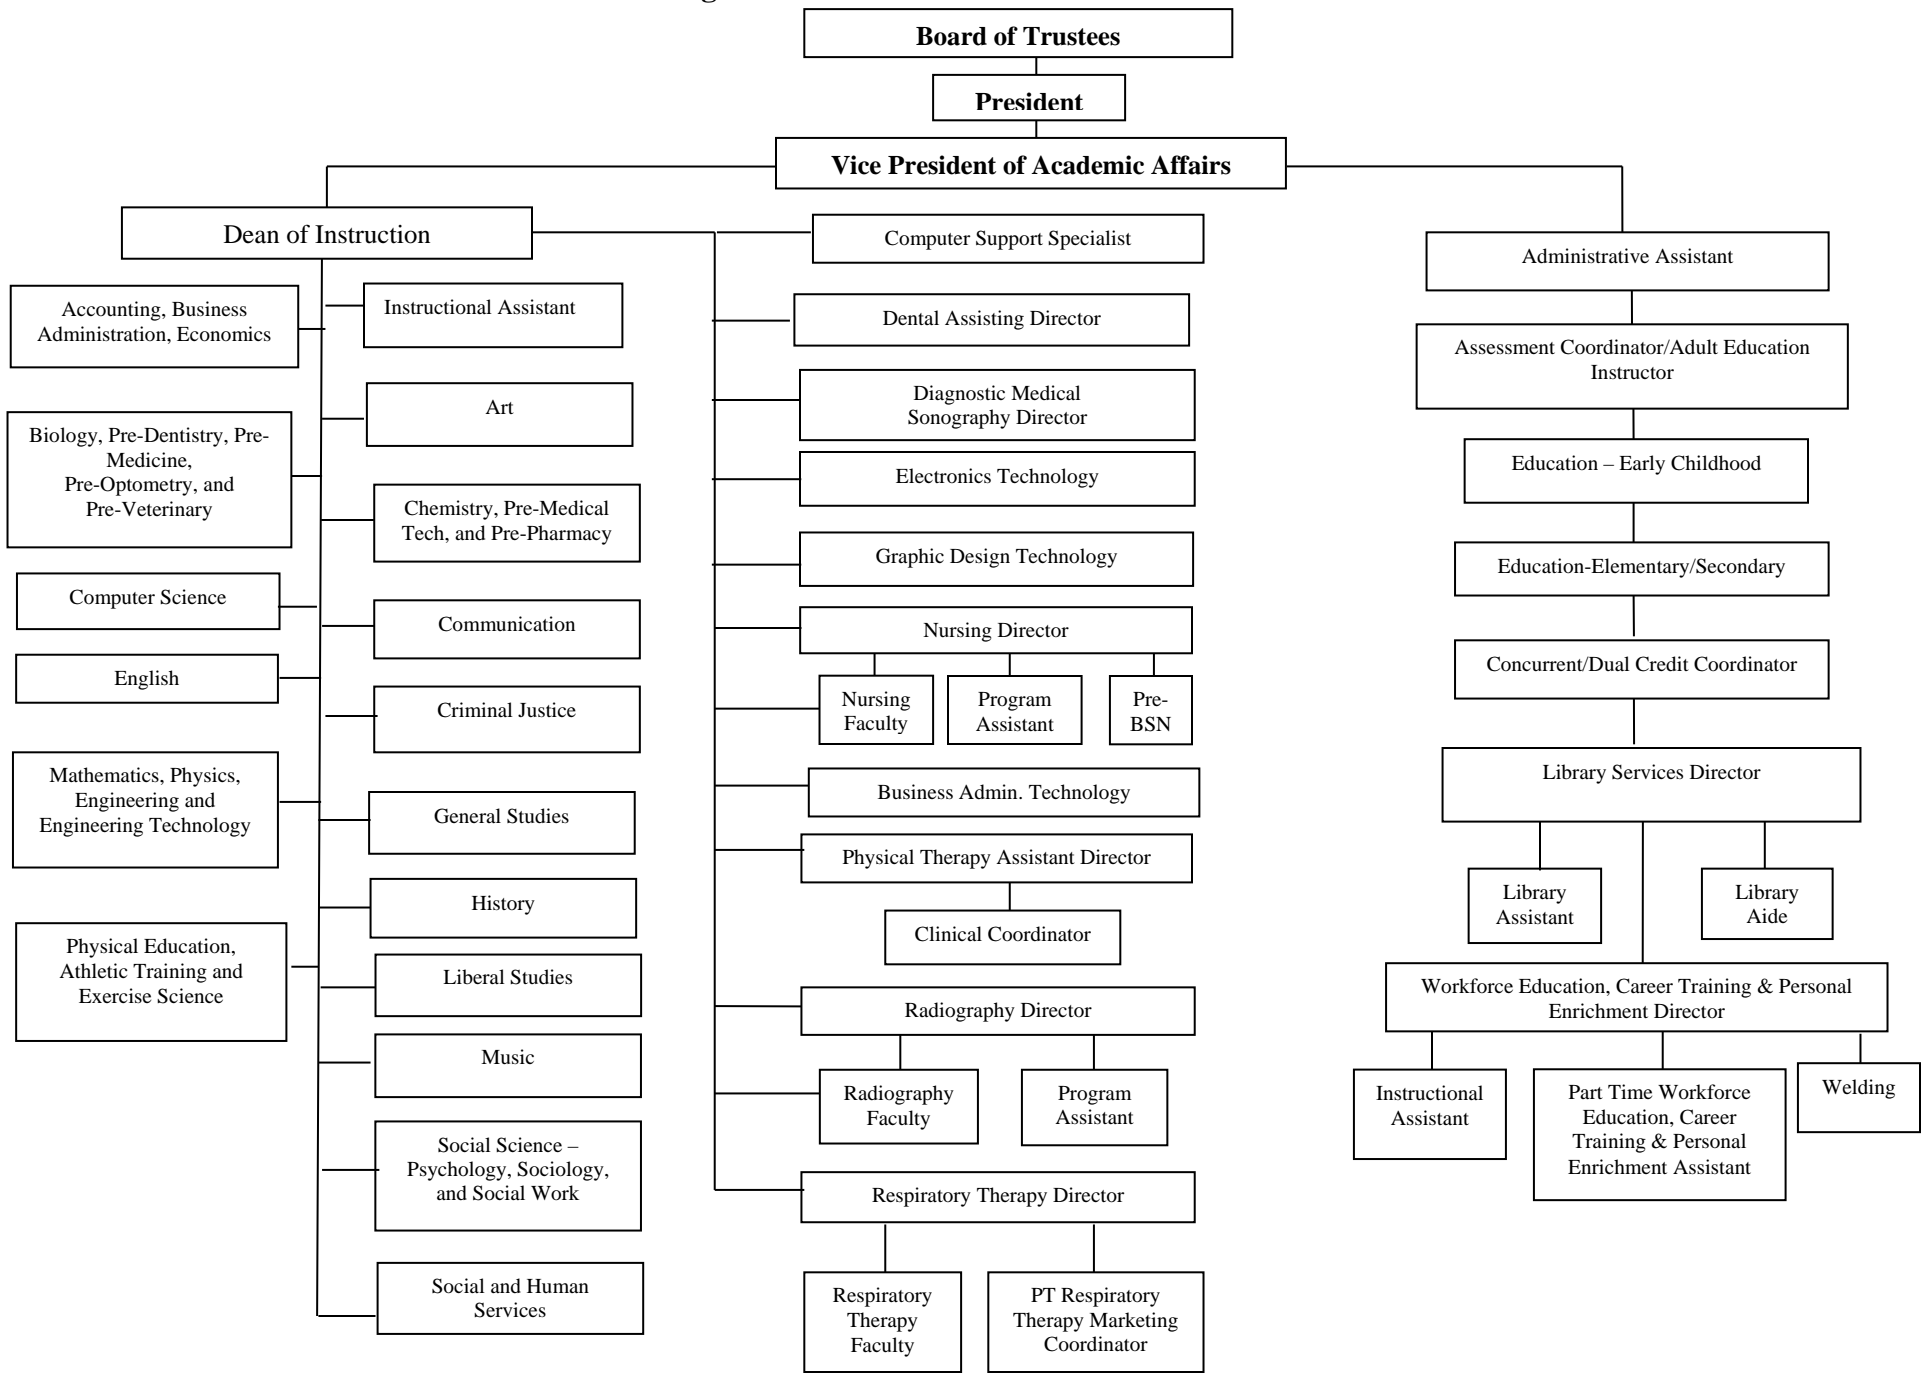 Board of Trustees
President
Vice President of Academic Affairs
Dean of Instruction
Accounting, Business
Administration, Economics
Biology, Pre-Dentistry, Pre-
Medicine,
Pre-Optometry, and
Pre-Veterinary
Computer Science
English
Mathematics, Physics,
Engineering and
Engineering Technology
Physical Education,
Athletic Training and
Exercise Science
Instructional Assistant
Art
Chemistry, Pre-Medical
Tech, and Pre-Pharmacy
Communication
Criminal Justice
General Studies
History
Liberal Studies
Music
Social Science –
Psychology, Sociology,
and Social Work
Social and Human
Services
Computer Support Specialist
Dental Assisting Director
Diagnostic Medical
Sonography Director
Electronics Technology
Graphic Design Technology
Nursing Director
Nursing
Faculty
Program
Assistant
Pre-
BSN
Business Admin. Technology
Physical Therapy Assistant Director
Clinical Coordinator
Radiography Director
Radiography
Faculty
Program
Assistant
Respiratory Therapy Director
Respiratory
Therapy
Faculty
PT Respiratory
Therapy Marketing
Coordinator
Administrative Assistant
Assessment Coordinator/Adult Education
Instructor
Education – Early Childhood
Education-Elementary/Secondary
Concurrent/Dual Credit Coordinator
Library Services Director
Library
Assistant
Library
Aide
Workforce Education, Career Training & Personal
Enrichment Director
Instructional
Assistant
Part Time Workforce
Education, Career
Training & Personal
Enrichment Assistant
Welding